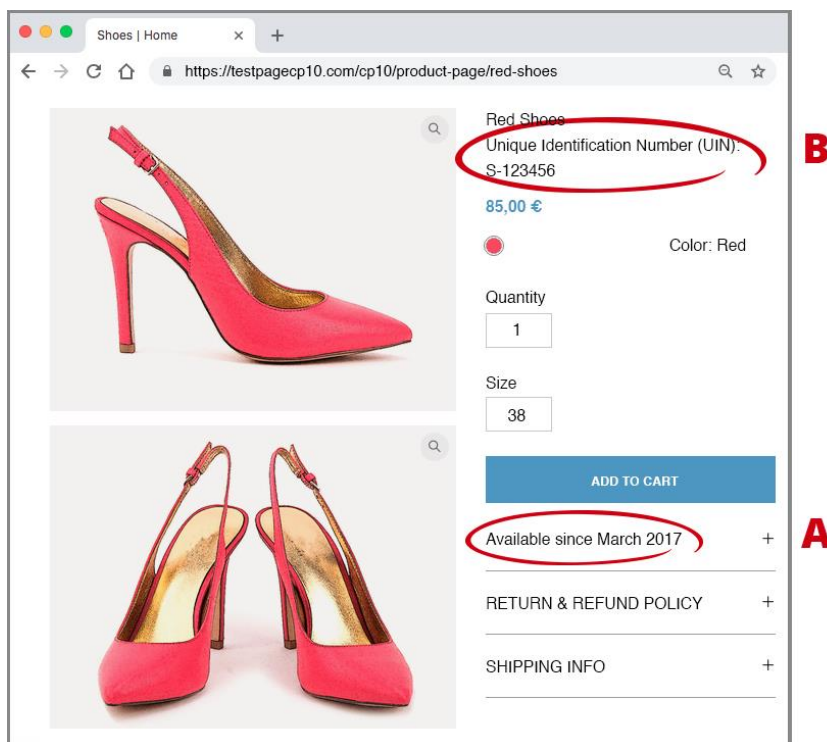 Shoes | Home
https://testpagecp10.com/cp10/product-page/red-shoes
Red Shoes
Unique Identification Number (UIN):
S-123456
B
85,00 €
Color: Red
Quantity
1
Size
38
ADD TO CART
Available since March 2017
A
RETURN & REFUND POLICY
SHIPPING INFO